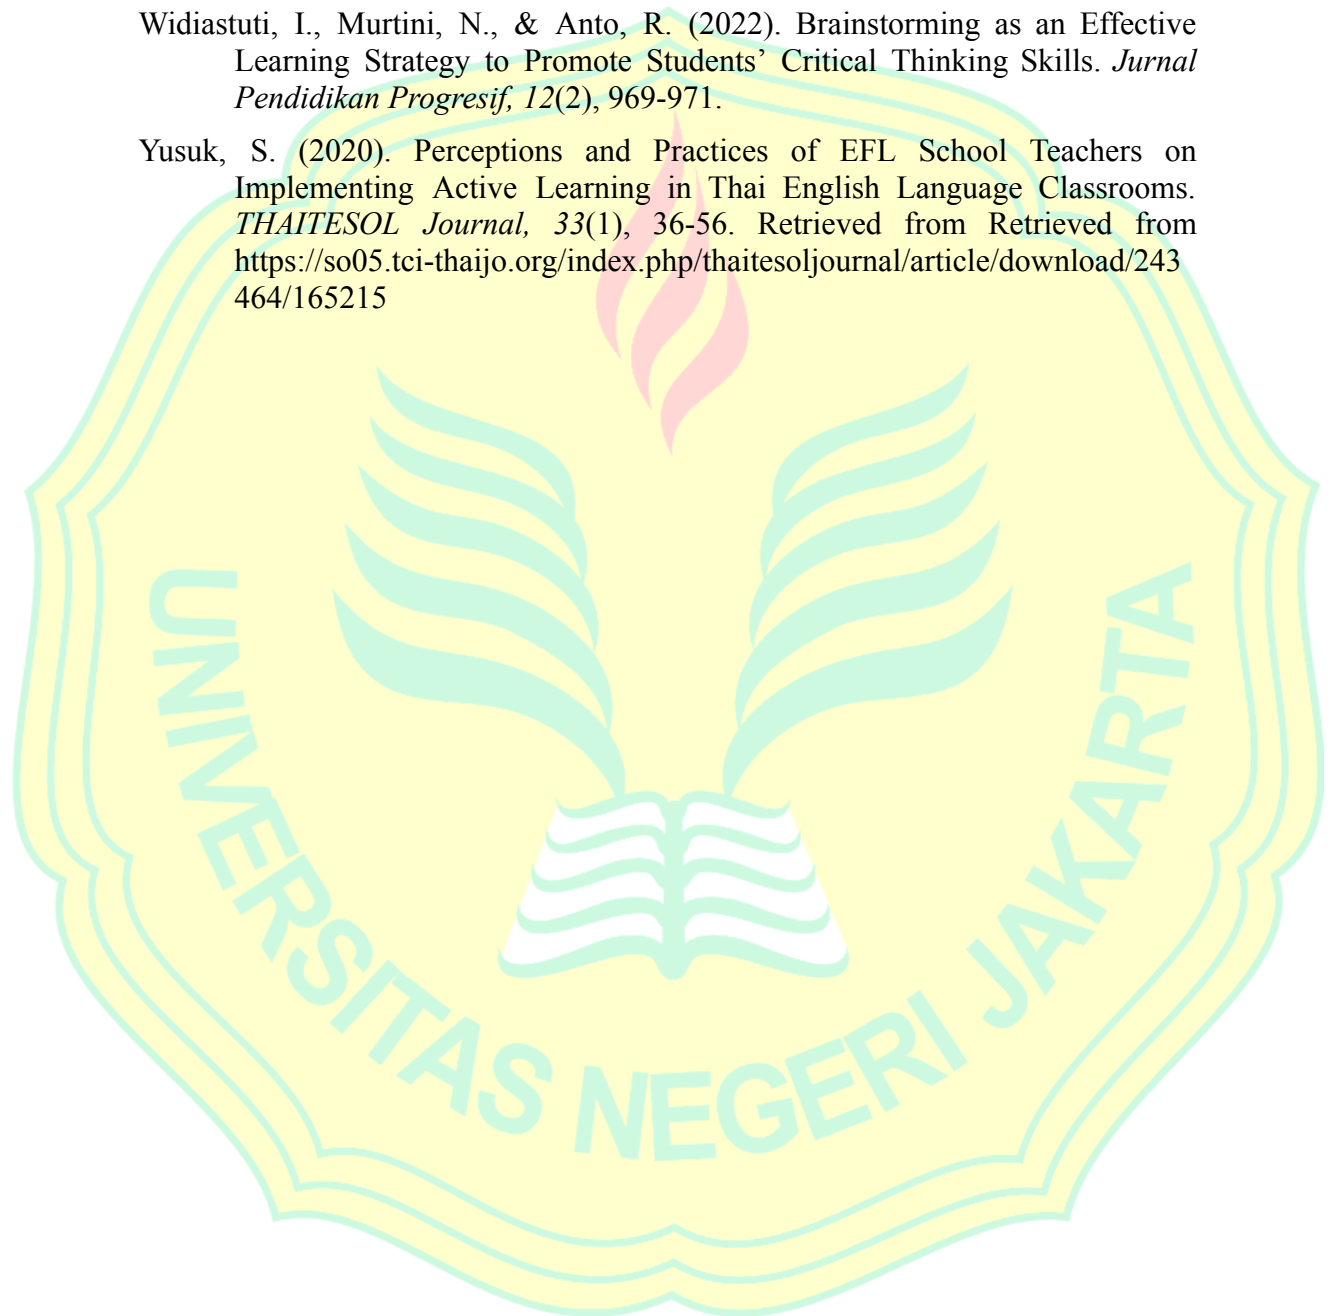 Widiastuti, I., Murtini, N., & Anto, R. (2022). Brainstorming as an Effective
Learning Strategy to Promote Students’ Critical Thinking Skills. Jurnal
Pendidikan Progresif, 12(2), 969-971.
Yusuk, S. (2020). Perceptions and Practices of EFL School Teachers on
Implementing Active Learning in Thai English Language Classrooms.
THAITESOL Journal, 33(1), 36-56. Retrieved from Retrieved from
https://so05.tci-thaijo.org/index.php/thaitesoljournal/article/download/243
464/165215
UNIVERSITAS NEGERI JAKARTA